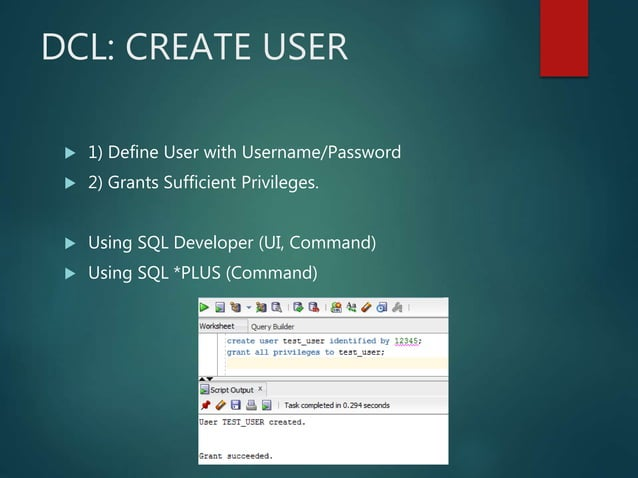 DCL: CREATE USER
1) Define User with Username/Password
2) Grants Sufficient Privileges.
Using SQL Developer (UI, Command)
Using SQL *PLUS (Command)
Worksheet Query Builder
create user test_user identified by 12345;
grant all privileges to test_user;
Script Output x
Task completed in 0.294 seconds
User TEST_USER created.
Grant succeeded.